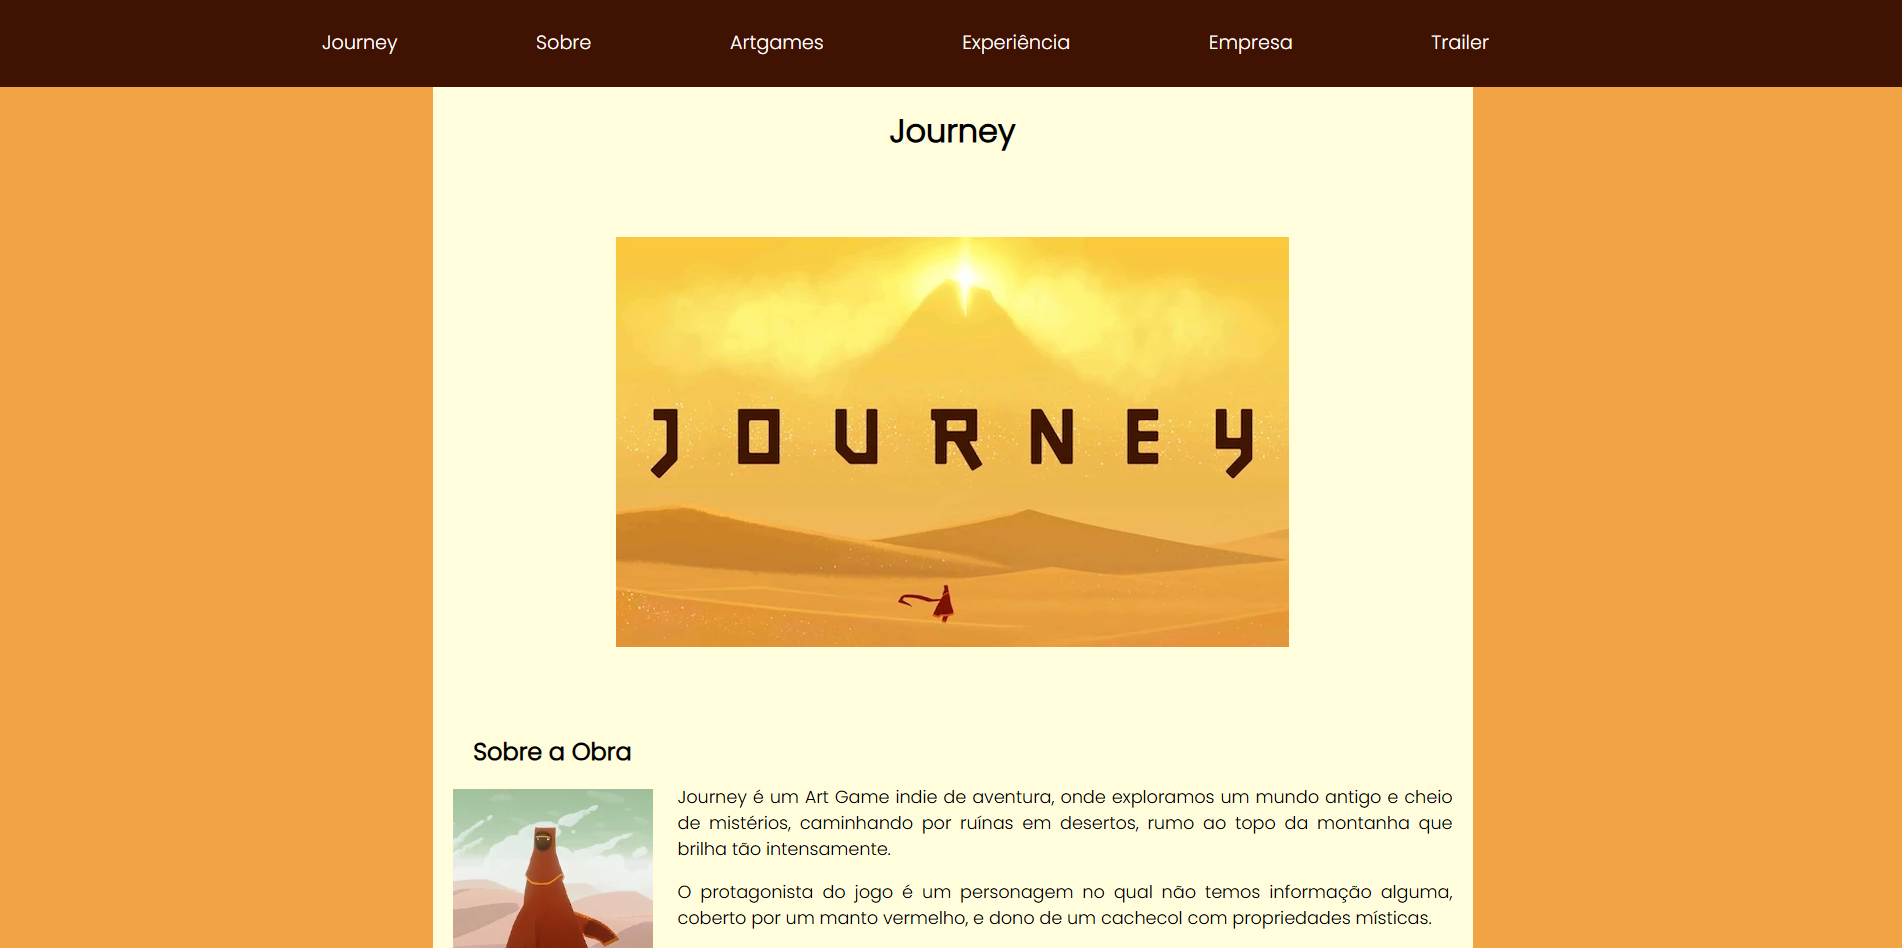 Journey Sobre Artgames Experiência Empresa Trailer
Journey
JOURNEY
Sobre a Obra
Journey é um Art Game indie de aventura, onde exploramos um mundo antigo e cheio
de mistérios, caminhando por ruínas em desertos, rumo ao topo da montanha que
brilha tão intensamente.
O protagonista do jogo é um personagem no qual não temos informação alguma,
coberto por um manto vermelho, e dono de um cachecol com propriedades místicas.